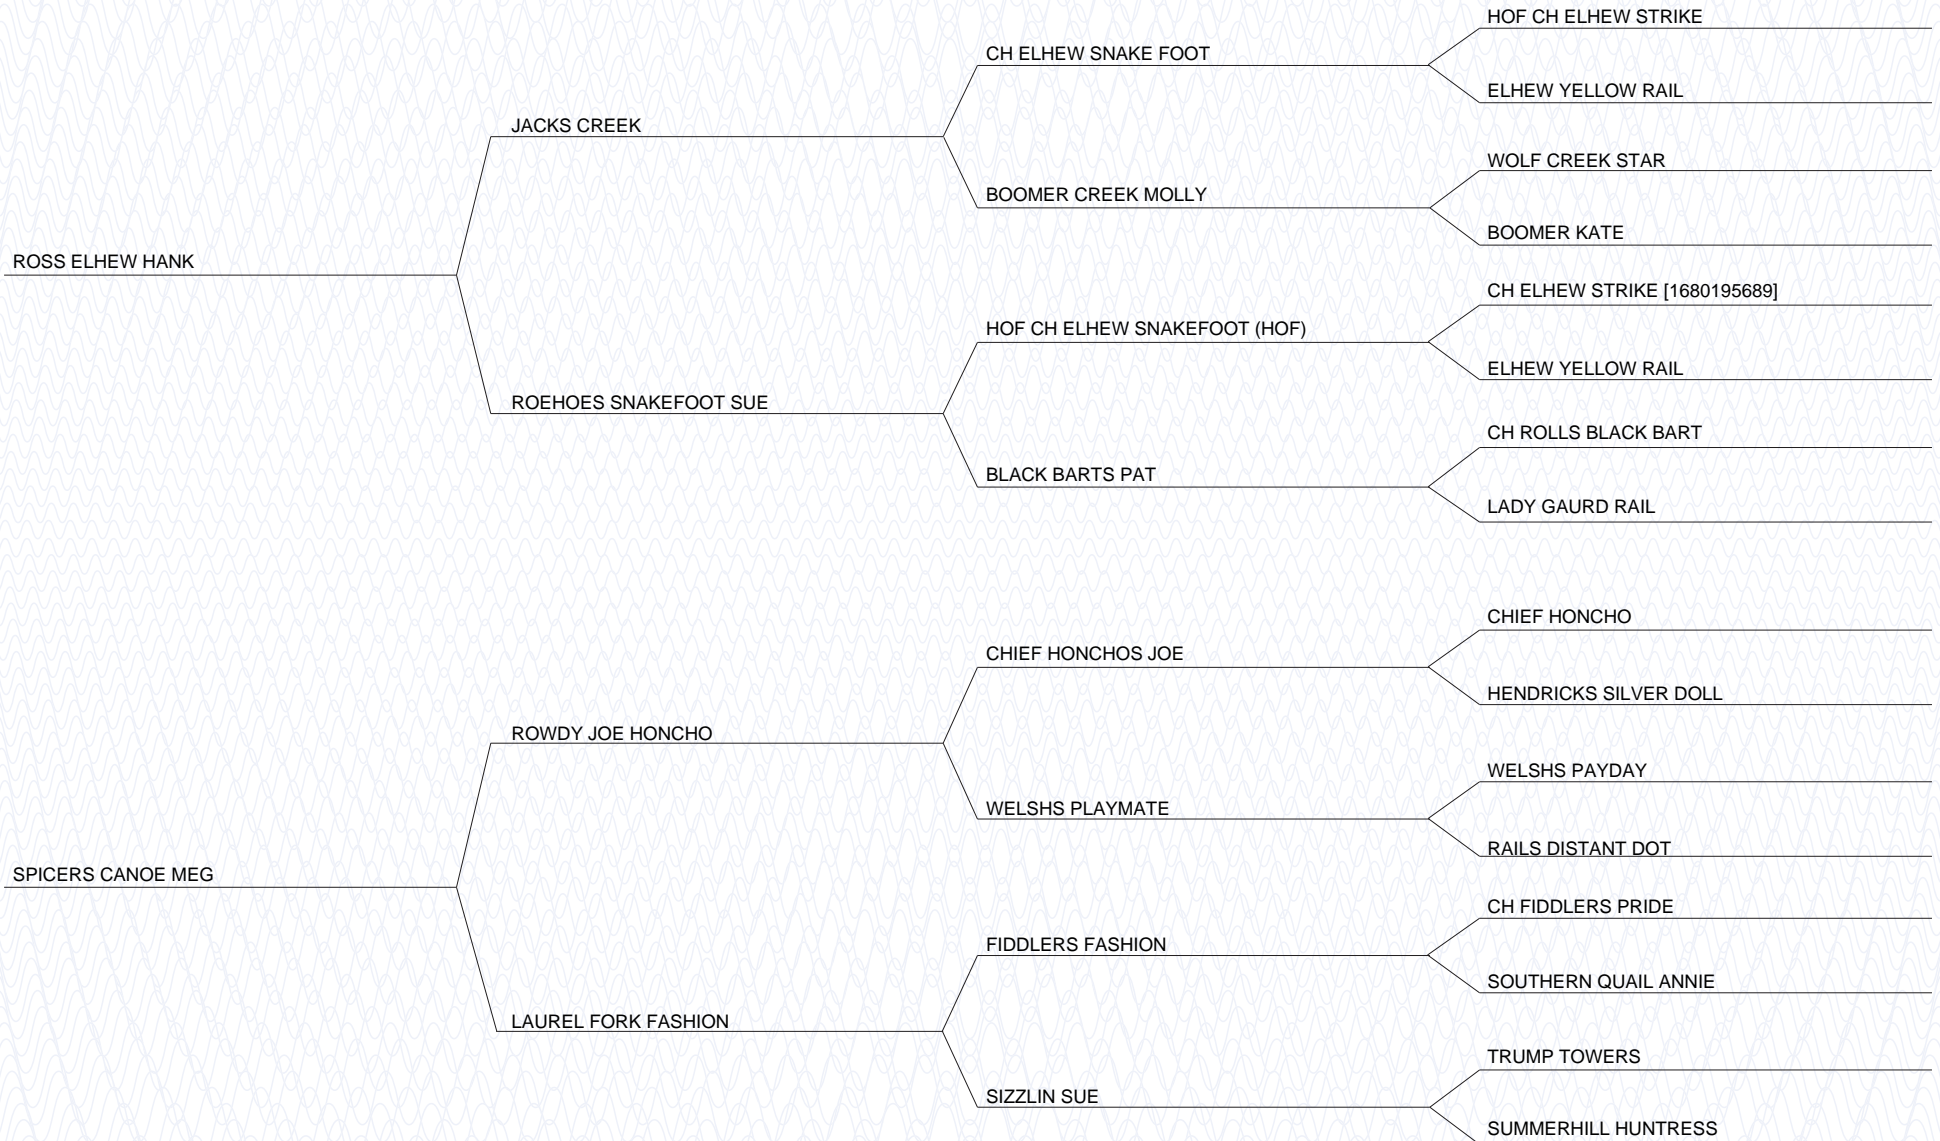 HOF CH ELHEW STRIKE
CH ELHEW SNAKE FOOT
ELHEW YELLOW RAIL
JACKS CREEK
WOLF CREEK STAR
BOOMER CREEK MOLLY
BOOMER KATE
ROSS ELHEW HANK
CH ELHEW STRIKE [1680195689]
HOF CH ELHEW SNAKEFOOT (HOF)
ELHEW YELLOW RAIL
ROEHOES SNAKEFOOT SUE
CH ROLLS BLACK BART
BLACK BARTS PAT
LADY GAURD RAIL
CHIEF HONCHO
CHIEF HONCHOS JOE
HENDRICKS SILVER DOLL
ROWDY JOE HONCHO
WELSHS PAYDAY
WELSHS PLAYMATE
RAILS DISTANT DOT
SPICERS CANOE MEG
CH FIDDLERS PRIDE
FIDDLERS FASHION
SOUTHERN QUAIL ANNIE
LAUREL FORK FASHION
TRUMP TOWERS
SIZZLIN SUE
SUMMERHILL HUNTRESS